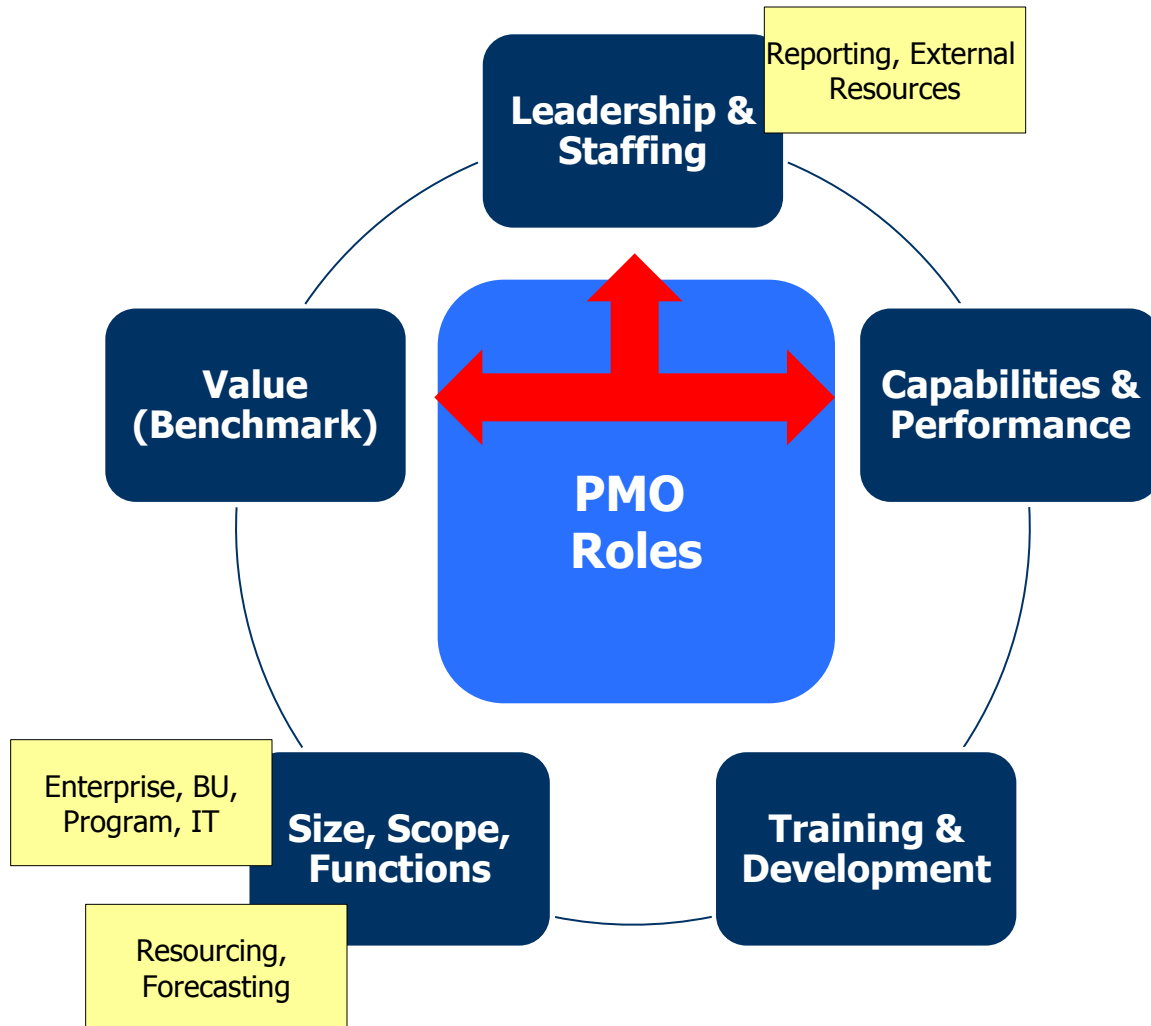 Reporting, External
Resources
Leadership &
Staffing
Value
(Benchmark)
Capabilities &
Performance
PMO
Roles
Enterprise, BU,
Program, IT
Size, Scope,
Functions
Training &
Development
Resourcing,
Forecasting